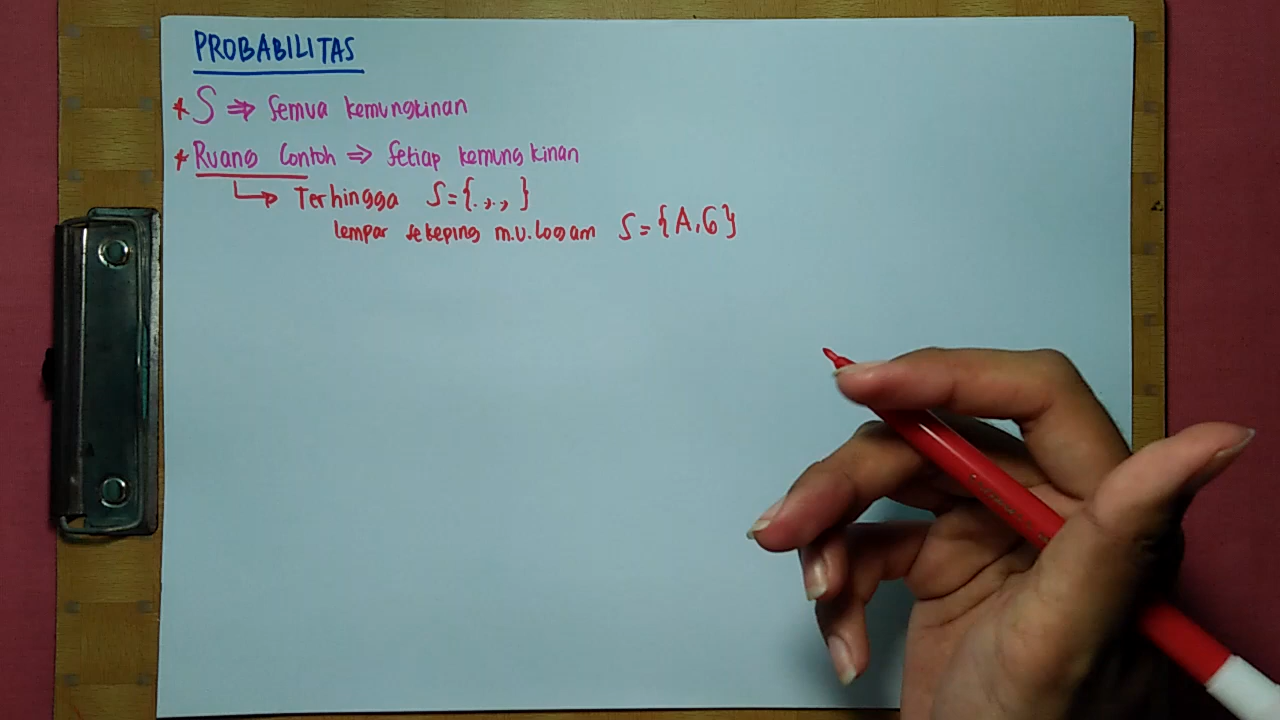 PROBABILITAS
* S ⇒ Semua kemungkinan
* Ruang Contoh ⇒ Setiap kemungkinan
↳ Terhingga S={.,.,}
lempar sekeping m.u.logam S={A,G}